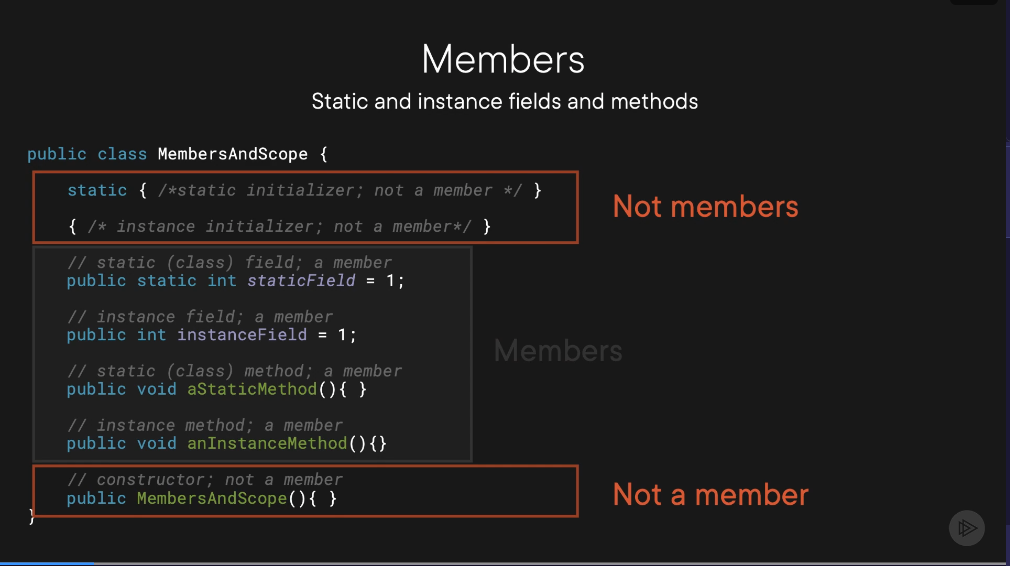 Members
Static and instance fields and methods
public class MembersAndScope {
static { /*static initializer; not a member */ }
{ /* instance initializer; not a member*/ }
Not members
// static (class) field; a member
public static int staticField = 1;
// instance field; a member
public int instanceField = 1;
Members
// static (class) method; a member
public void aStaticMethod(){ }
// instance method; a member
public void anInstanceMethod(){}
// constructor; not a member
public MembersAndScope(){ }
Not a member
}